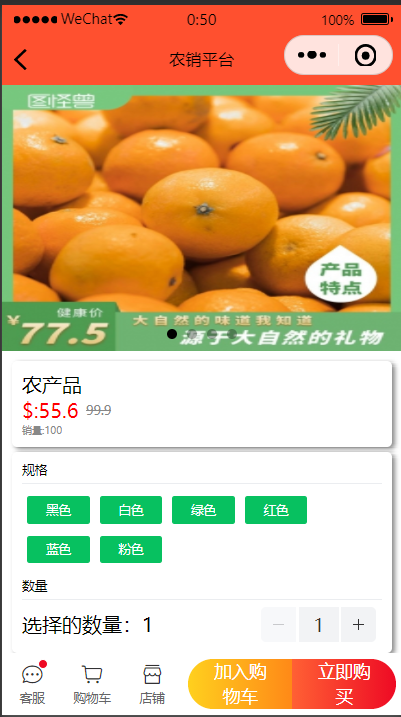 WeChat 0:50 100%
农销平台
图怪兽
产品
特点
健康价
¥77.5
大自然的味道我知道
源于大自然的礼物
农产品
$:55.6 99.9
销量:100
规格
黑色 白色 绿色 红色
蓝色 粉色
数量
选择的数量：1 1
客服 购物车 店铺
加入购
物车
立即购
买